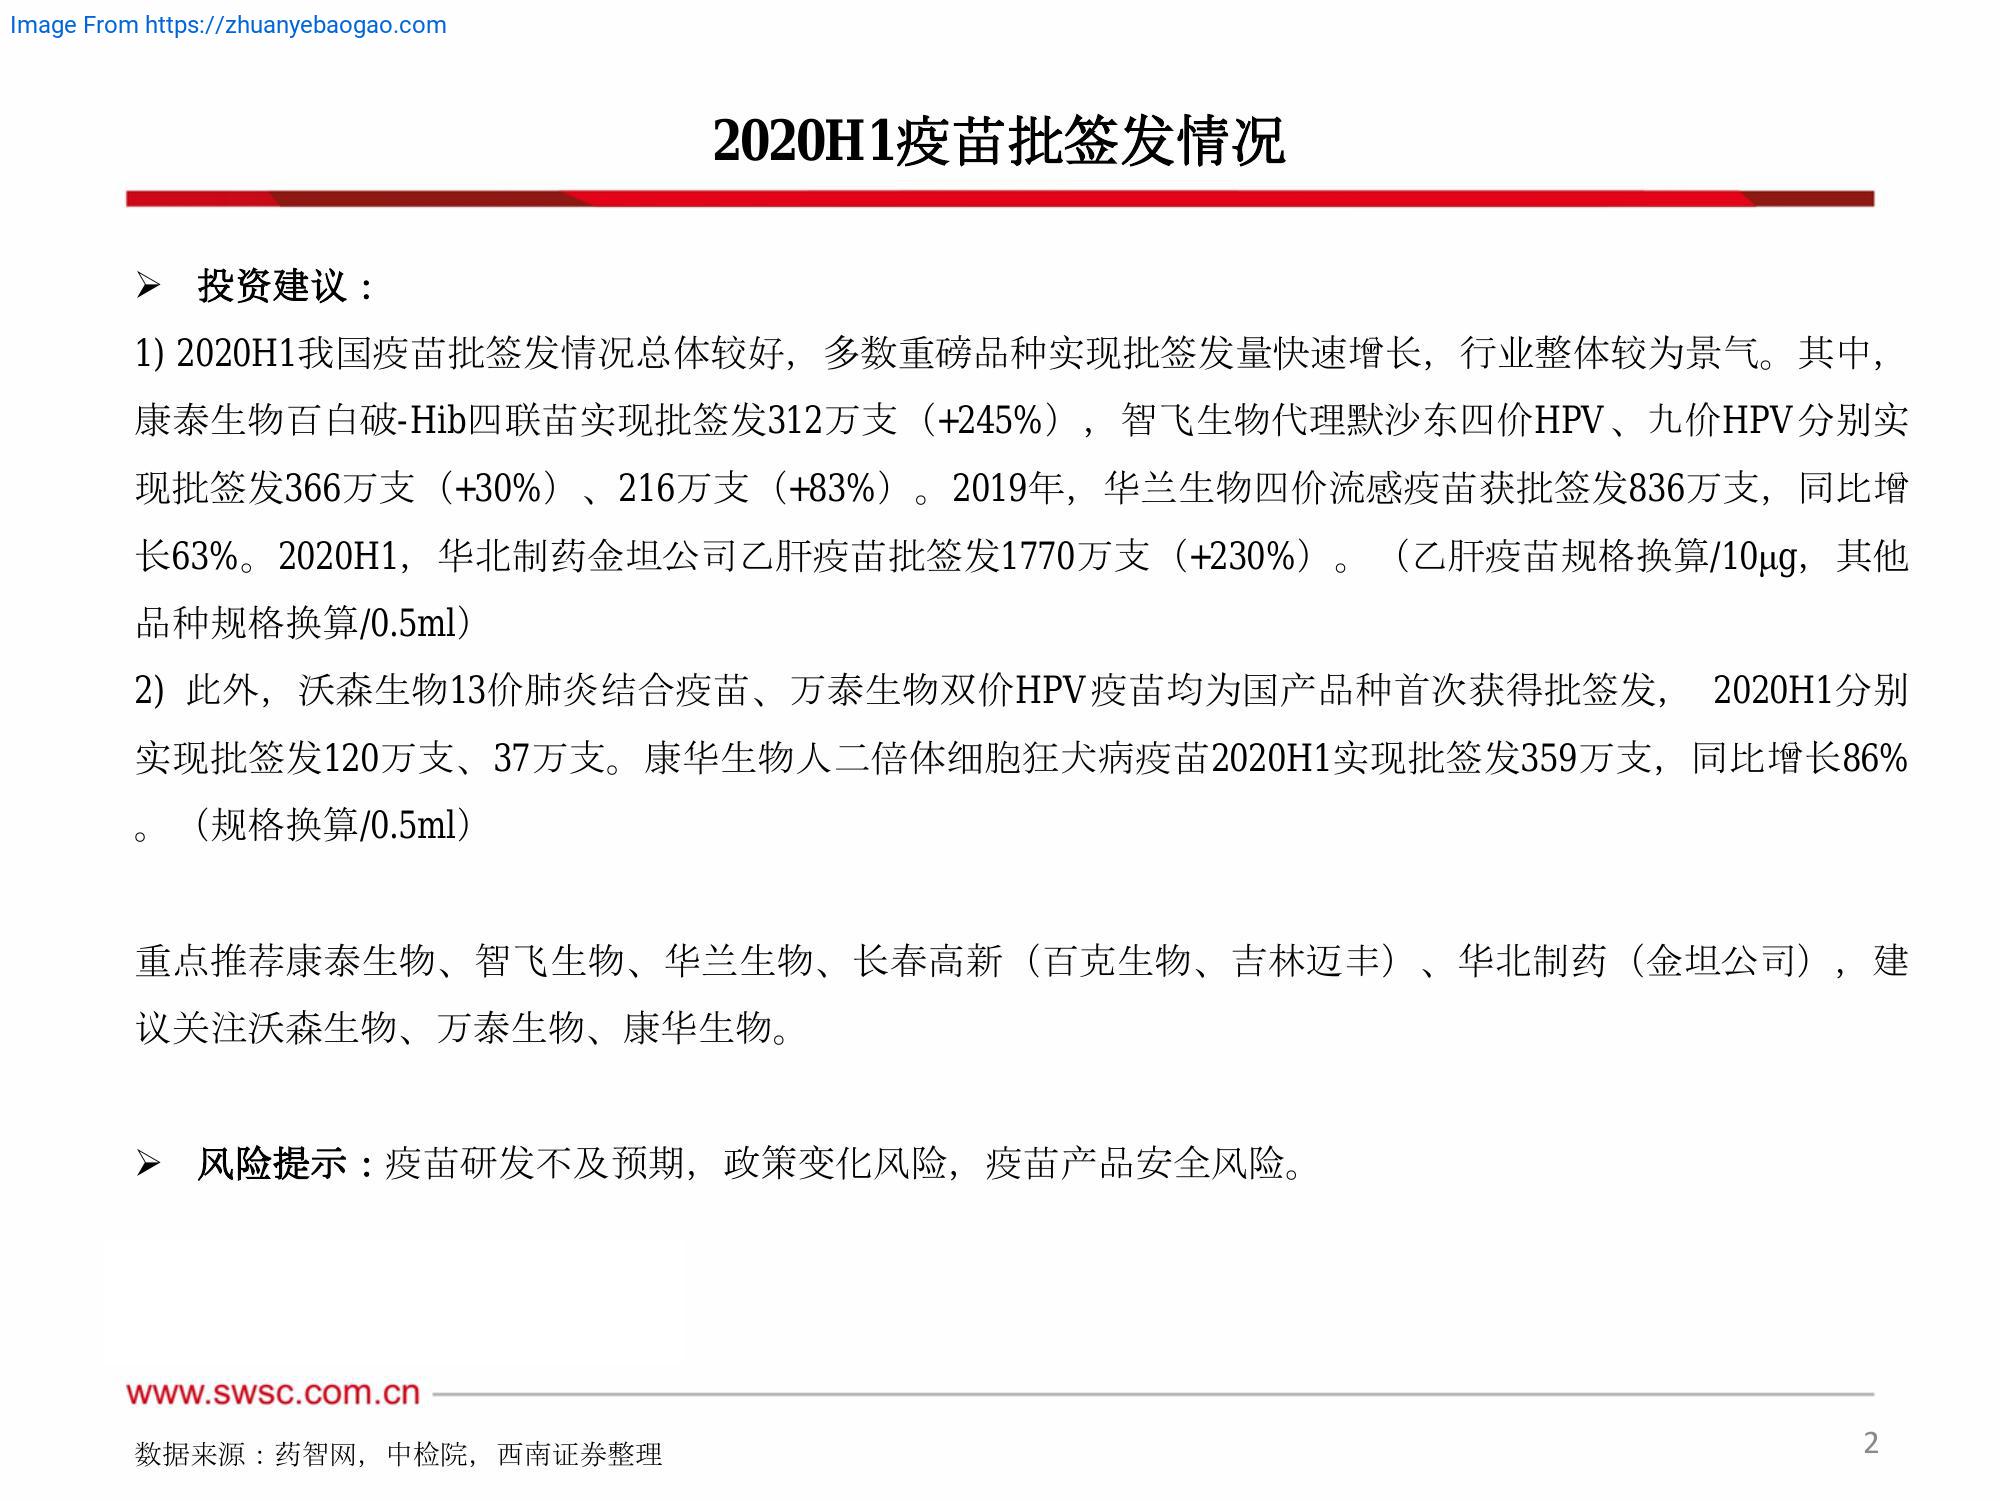 Image From https://zhuanyebaogao.com
2020H1疫苗批签发情况
➢ 投资建议：
1) 2020H1我国疫苗批签发情况总体较好，多数重磅品种实现批签发量快速增长，行业整体较为景气。其中，
康泰生物百白破-Hib四联苗实现批签发312万支（+245%），智飞生物代理默沙东四价HPV、九价HPV分别实
现批签发366万支（+30%）、216万支（+83%）。2019年，华兰生物四价流感疫苗获批签发836万支，同比增
长63%。2020H1，华北制药金坦公司乙肝疫苗批签发1770万支（+230%）。（乙肝疫苗规格换算/10μg，其他
品种规格换算/0.5ml）
2) 此外，沃森生物13价肺炎结合疫苗、万泰生物双价HPV疫苗均为国产品种首次获得批签发， 2020H1分别
实现批签发120万支、37万支。康华生物人二倍体细胞狂犬病疫苗2020H1实现批签发359万支，同比增长86%
。（规格换算/0.5ml）
重点推荐康泰生物、智飞生物、华兰生物、长春高新（百克生物、吉林迈丰）、华北制药（金坦公司），建
议关注沃森生物、万泰生物、康华生物。
➢ 风险提示：疫苗研发不及预期，政策变化风险，疫苗产品安全风险。
www.swsc.com.cn
数据来源：药智网，中检院，西南证券整理
2